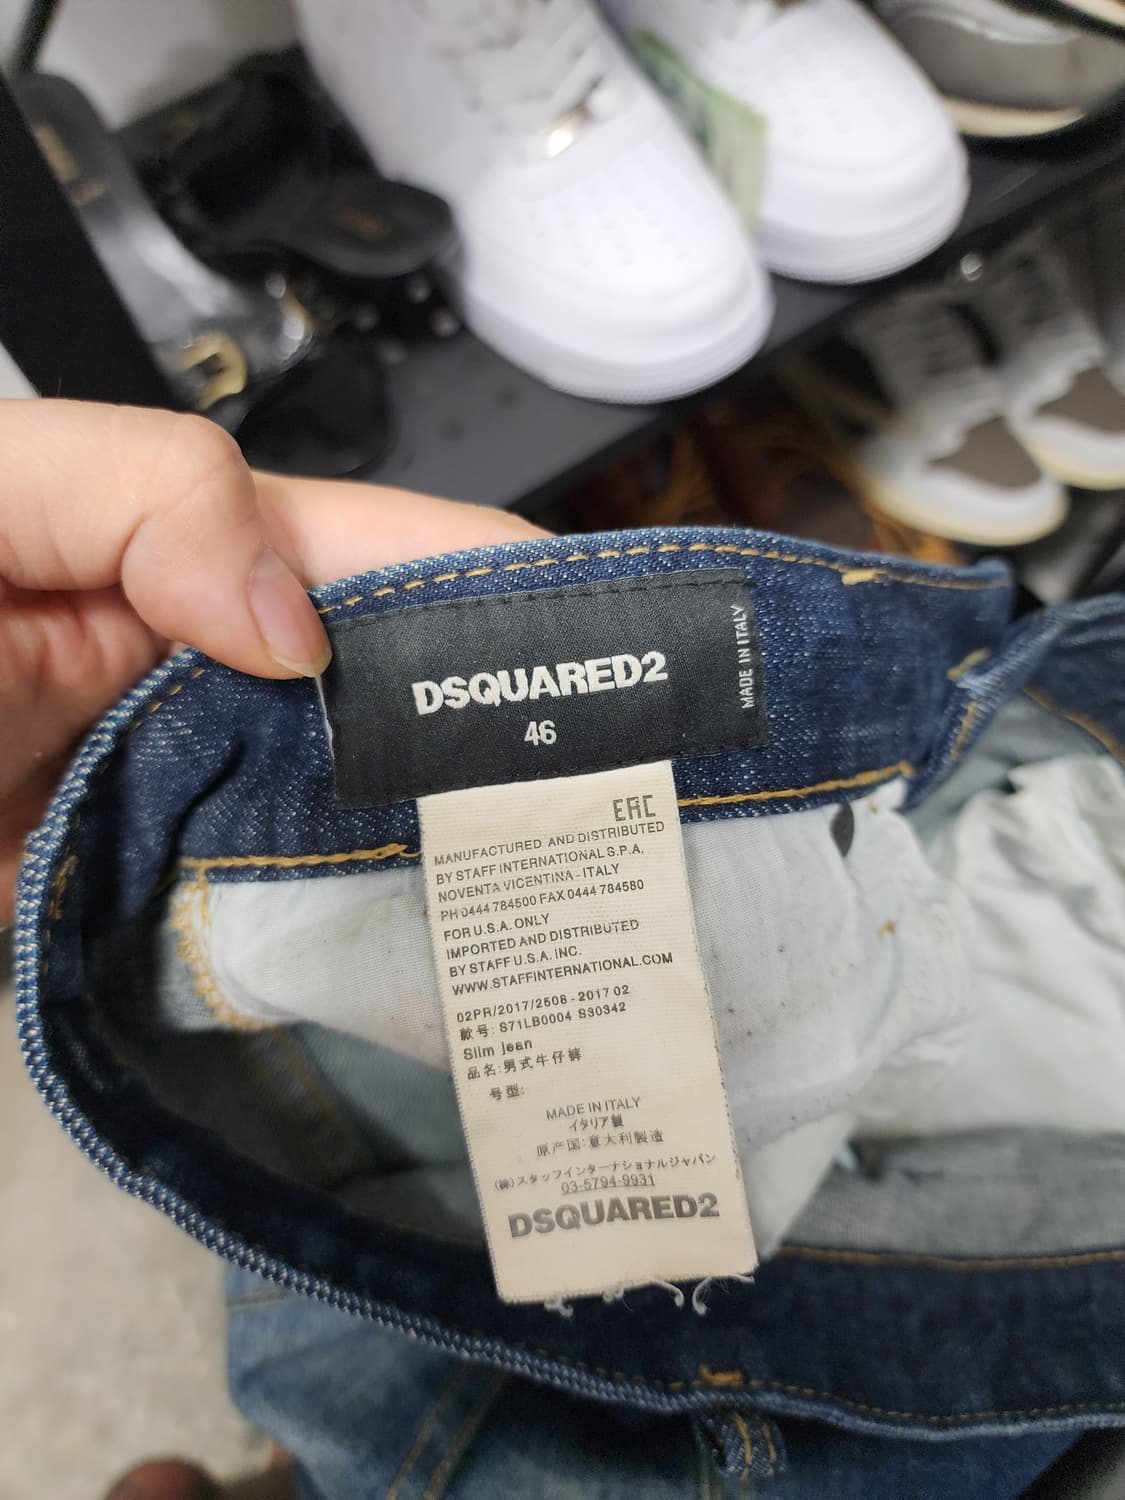 DSQUARED2
46
MADE IN ITALY
EAC
MANUFACTURED AND DISTRIBUTED
BY STAFF INTERNATIONAL S.P.A.
NOVENTA VICENTINA - ITALY
PH 0444 784500 FAX 0444 784580
FOR U.S.A. ONLY
IMPORTED AND DISTRIBUTED
BY STAFF U.S.A. INC.
WWW.STAFFINTERNATIONAL.COM
02PR/2017/2508 - 2017 02
款号: S71LB0004 S30342
Slim jean
品名:男式牛仔裤
号型:
MADE IN ITALY
イタリア製
原产国:意大利製造
(株)スタッフインターナショナルジャパン
03-5794-9931
DSQUARED2